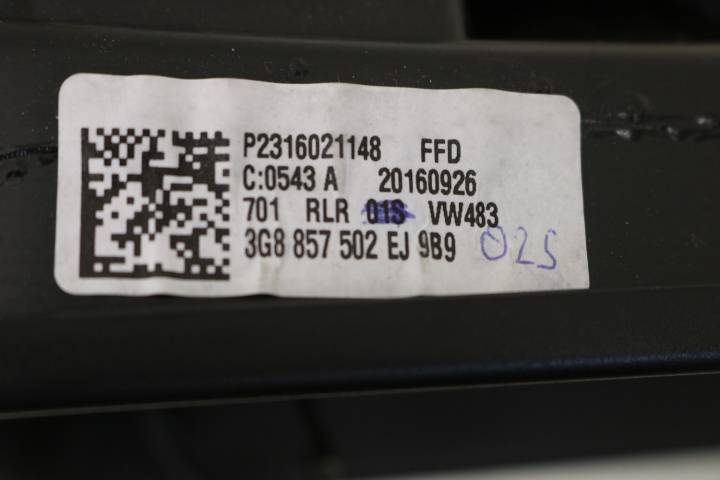 P2316021148 FFD
C:0543 A 20160926
701 RLR 01S VW483
3G8 857 502 EJ 9B9
02S